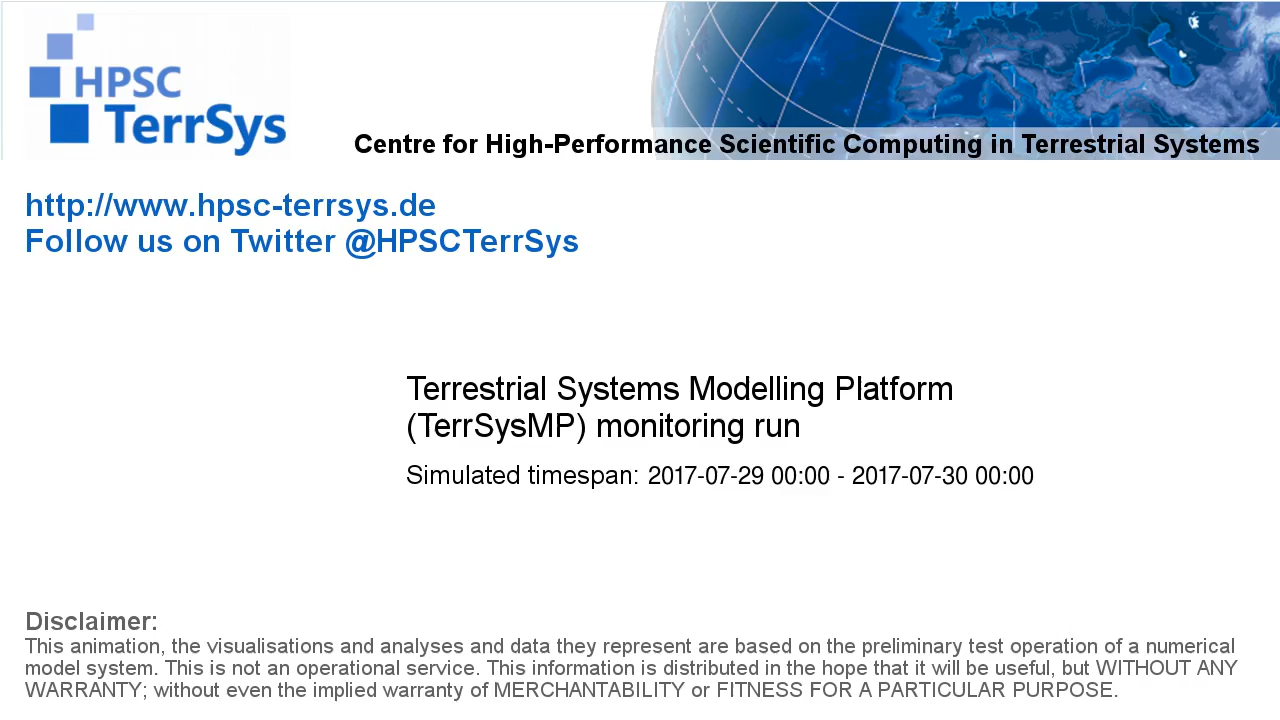 HPSC
TerrSys
Centre for High-Performance Scientific Computing in Terrestrial Systems
http://www.hpsc-terrsys.de
Follow us on Twitter @HPSCTerrSys
Terrestrial Systems Modelling Platform
(TerrSysMP) monitoring run
Simulated timespan: 2017-07-29 00:00 - 2017-07-30 00:00
Disclaimer:
This animation, the visualisations and analyses and data they represent are based on the preliminary test operation of a numerical
model system. This is not an operational service. This information is distributed in the hope that it will be useful, but WITHOUT ANY
WARRANTY; without even the implied warranty of MERCHANTABILITY or FITNESS FOR A PARTICULAR PURPOSE.